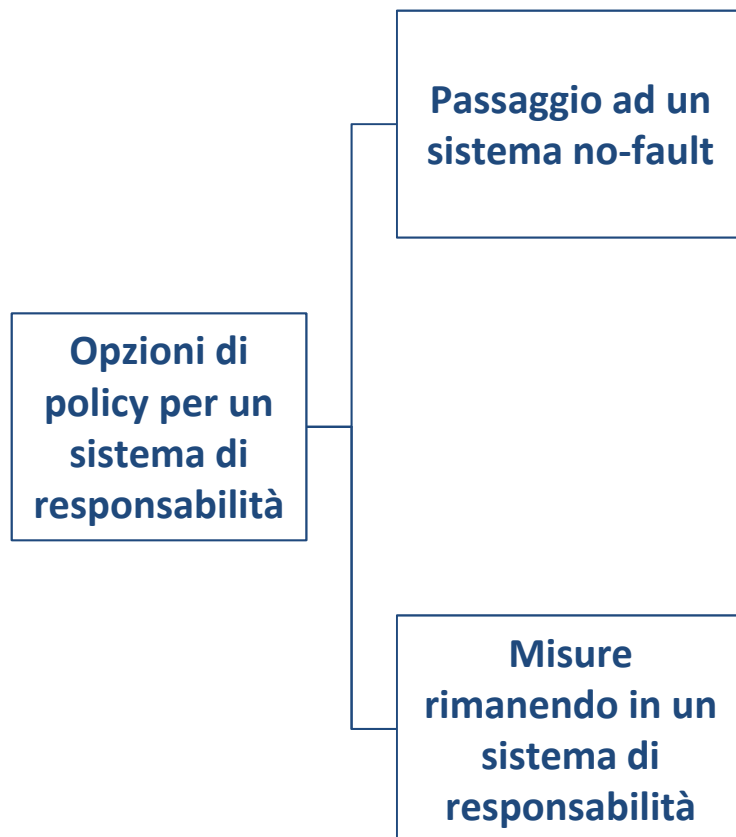 Passaggio ad un
sistema no-fault
Opzioni di
policy per un
sistema di
responsabilità
Misure
rimanendo in un
sistema di
responsabilità